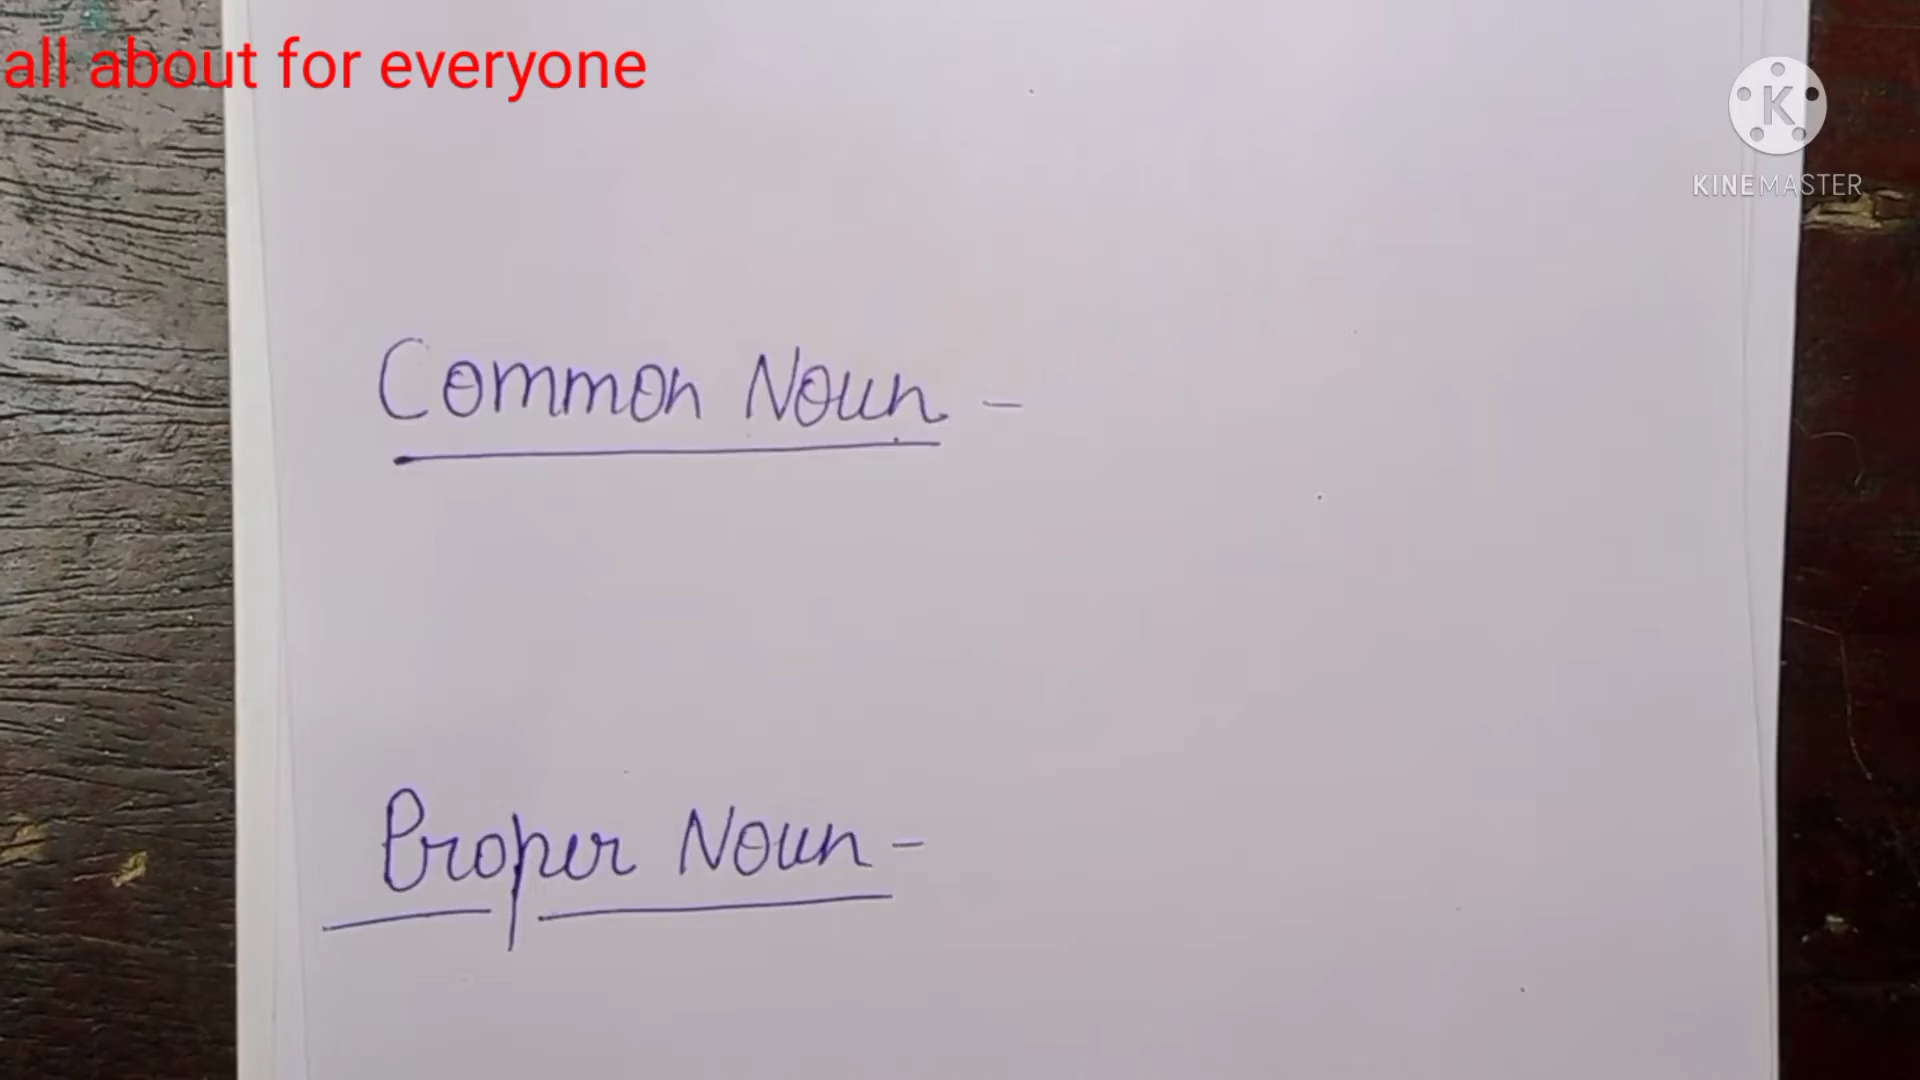 all about for everyone
K
KINEMASTER
Common Noun -
Proper Noun -